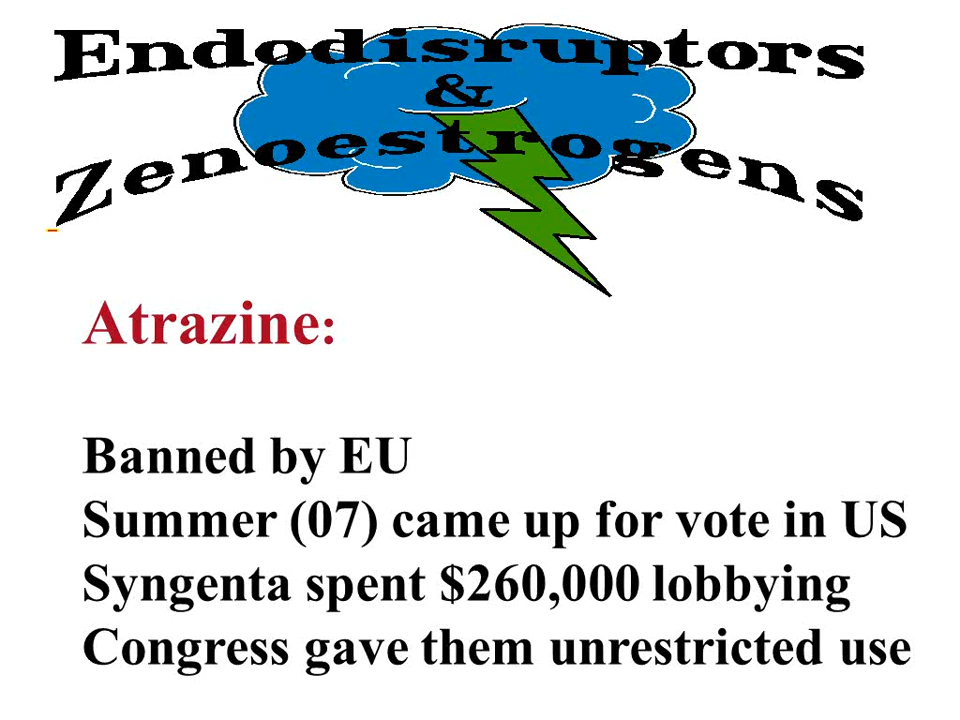 Endodisruptors
&
Zenoestrogens
Atrazine:
Banned by EU
Summer (07) came up for vote in US
Syngenta spent $260,000 lobbying
Congress gave them unrestricted use